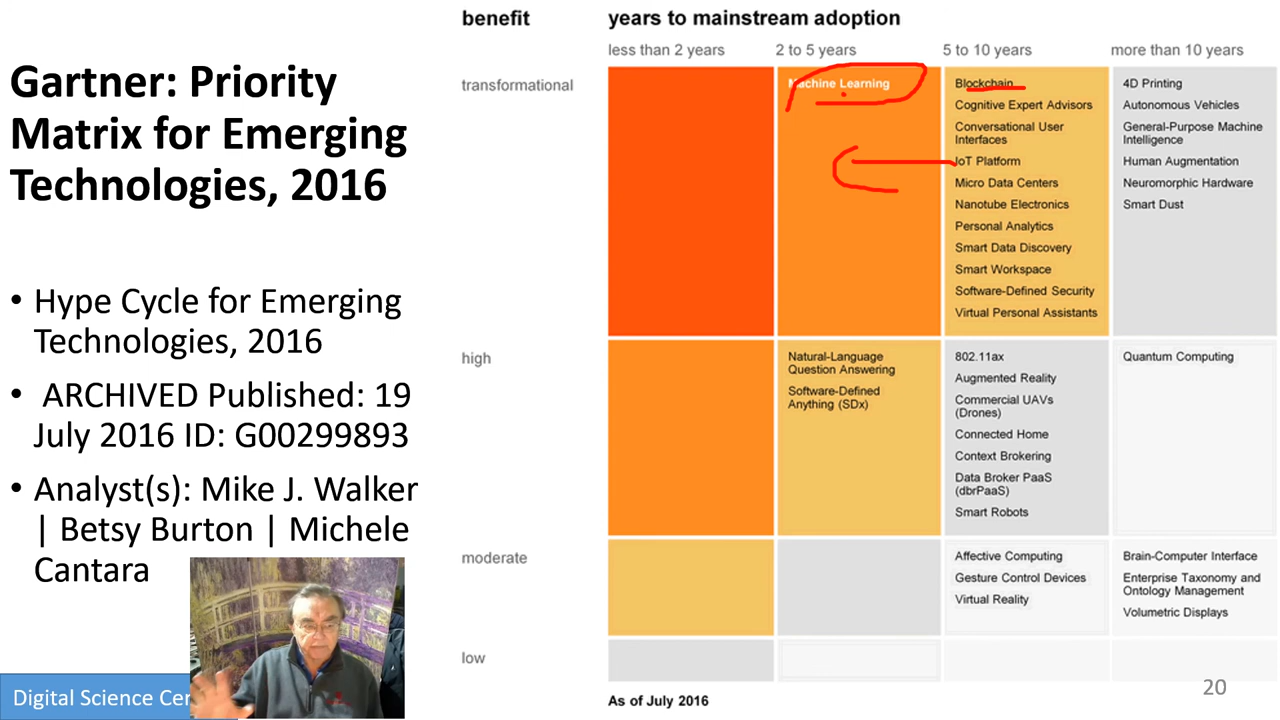 Gartner: Priority
Matrix for Emerging
Technologies, 2016
• Hype Cycle for Emerging
Technologies, 2016
• ARCHIVED Published: 19
July 2016 ID: G00299893
• Analyst(s): Mike J. Walker
| Betsy Burton | Michele
Cantara
Digital Science Cer
benefit
years to mainstream adoption
less than 2 years
2 to 5 years
5 to 10 years
more than 10 years
transformational
Machine Learning
Blockchain
Cognitive Expert Advisors
Conversational User
Interfaces
IoT Platform
Micro Data Centers
Nanotube Electronics
Personal Analytics
Smart Data Discovery
Smart Workspace
Software-Defined Security
Virtual Personal Assistants
4D Printing
Autonomous Vehicles
General-Purpose Machine
Intelligence
Human Augmentation
Neuromorphic Hardware
Smart Dust
high
Natural-Language
Question Answering
Software-Defined
Anything (SDx)
802.11ax
Augmented Reality
Commercial UAVs
(Drones)
Connected Home
Context Brokering
Data Broker PaaS
(dbrPaaS)
Smart Robots
Quantum Computing
moderate
Affective Computing
Gesture Control Devices
Virtual Reality
Brain-Computer Interface
Enterprise Taxonomy and
Ontology Management
Volumetric Displays
low
As of July 2016
20